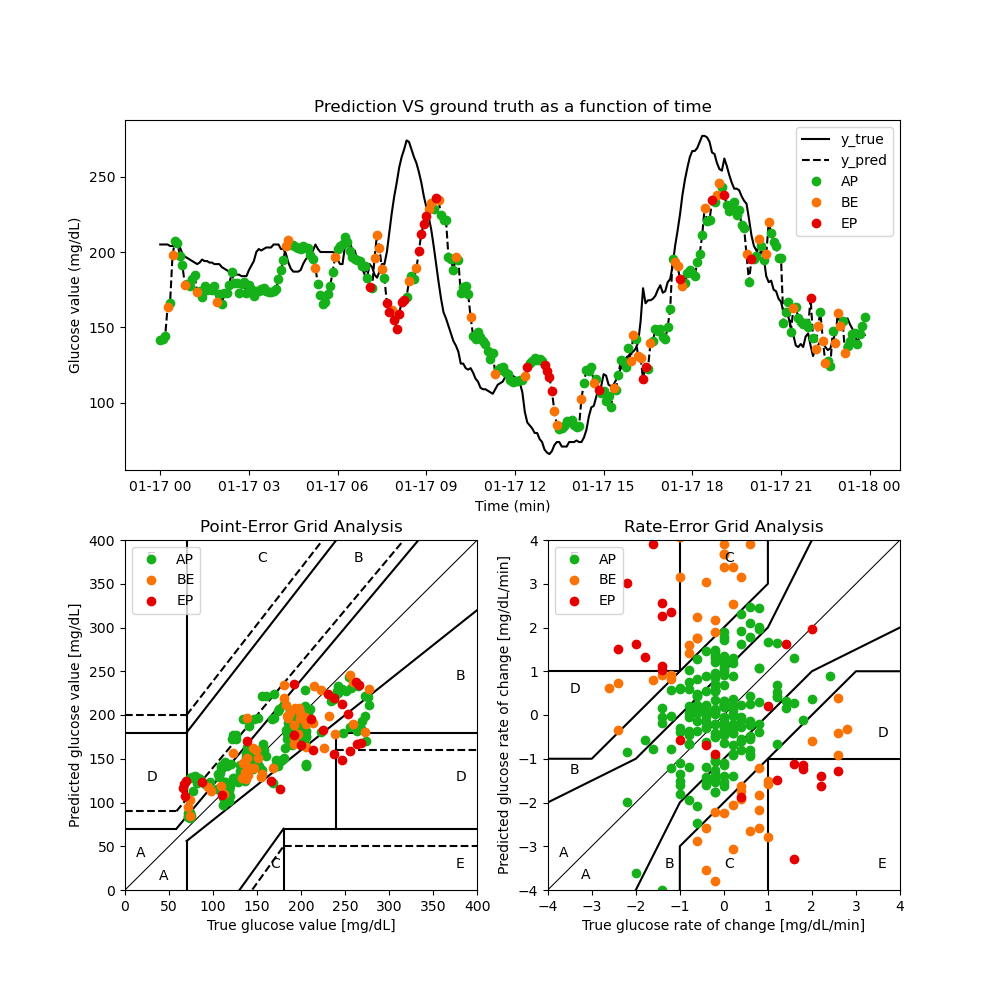 Prediction VS ground truth as a function of time
Glucose value (mg/dL)
250
200
150
100
y_true
y_pred
AP
BE
EP
01-17 00 01-17 03 01-17 06 01-17 09 01-17 12 01-17 15 01-17 18 01-17 21 01-18 00
Time (min)
Point-Error Grid Analysis
Predicted glucose value [mg/dL]
400
350
300
250
200
150
100
50
0
AP
BE
EP
C
B
B
D
D
A
A
C
E
0 50 100 150 200 250 300 350 400
True glucose value [mg/dL]
Rate-Error Grid Analysis
Predicted glucose rate of change [mg/dL/min]
4
3
2
1
0
−1
−2
−3
−4
AP
BE
EP
C
D
D
B
A
A
B
C
E
−4 −3 −2 −1 0 1 2 3 4
True glucose rate of change [mg/dL/min]